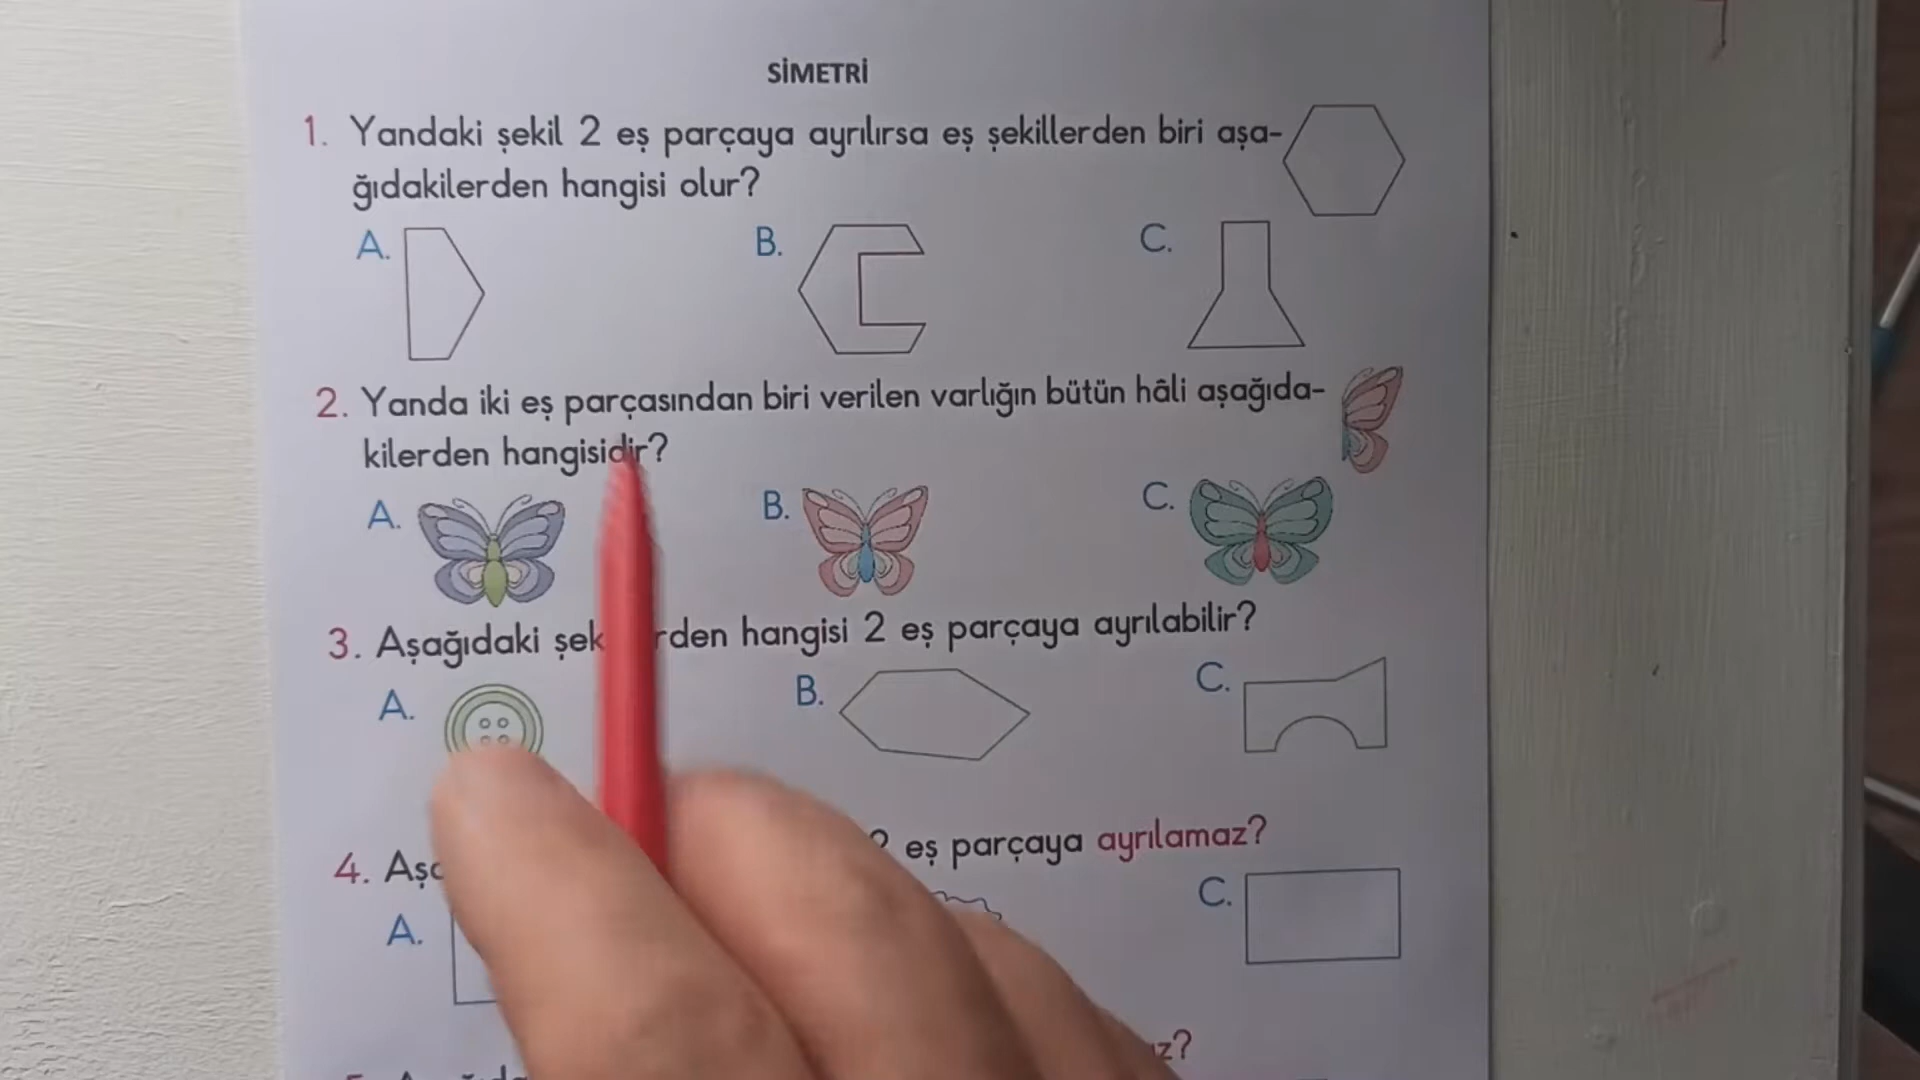 SİMETRİ
1. Yandaki şekil 2 eş parçaya ayrılırsa eş şekillerden biri aşa-
ğıdakilerden hangisi olur?
A. B. C.
2. Yanda iki eş parçasından biri verilen varlığın bütün hâli aşağıda-
kilerden hangisidir?
A. B. C.
3. Aşağıdaki hangisi 2 eş parçaya ayrılabilir?
A. B. C.
4. eş parçaya ayrılamaz?
A. C.